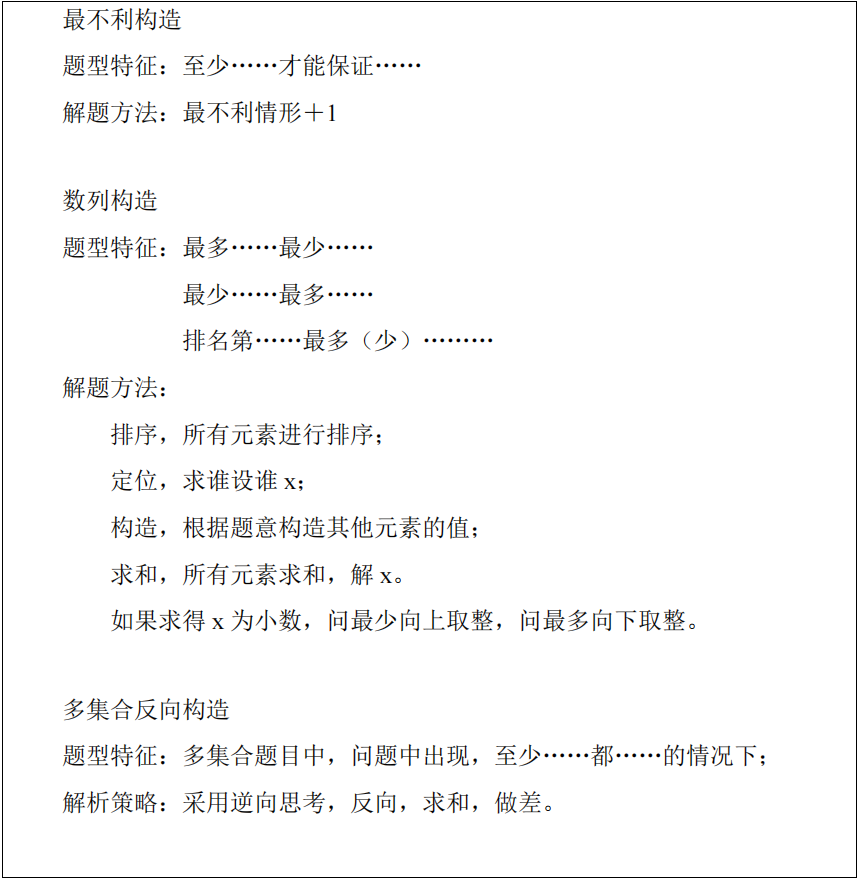 最不利构造
题型特征：至少……才能保证……
解题方法：最不利情形＋1
数列构造
题型特征：最多……最少……
最少……最多……
排名第……最多（少）………
解题方法：
排序，所有元素进行排序；
定位，求谁设谁 x；
构造，根据题意构造其他元素的值；
求和，所有元素求和，解 x。
如果求得 x 为小数，问最少向上取整，问最多向下取整。
多集合反向构造
题型特征：多集合题目中，问题中出现，至少……都……的情况下；
解析策略：采用逆向思考，反向，求和，做差。